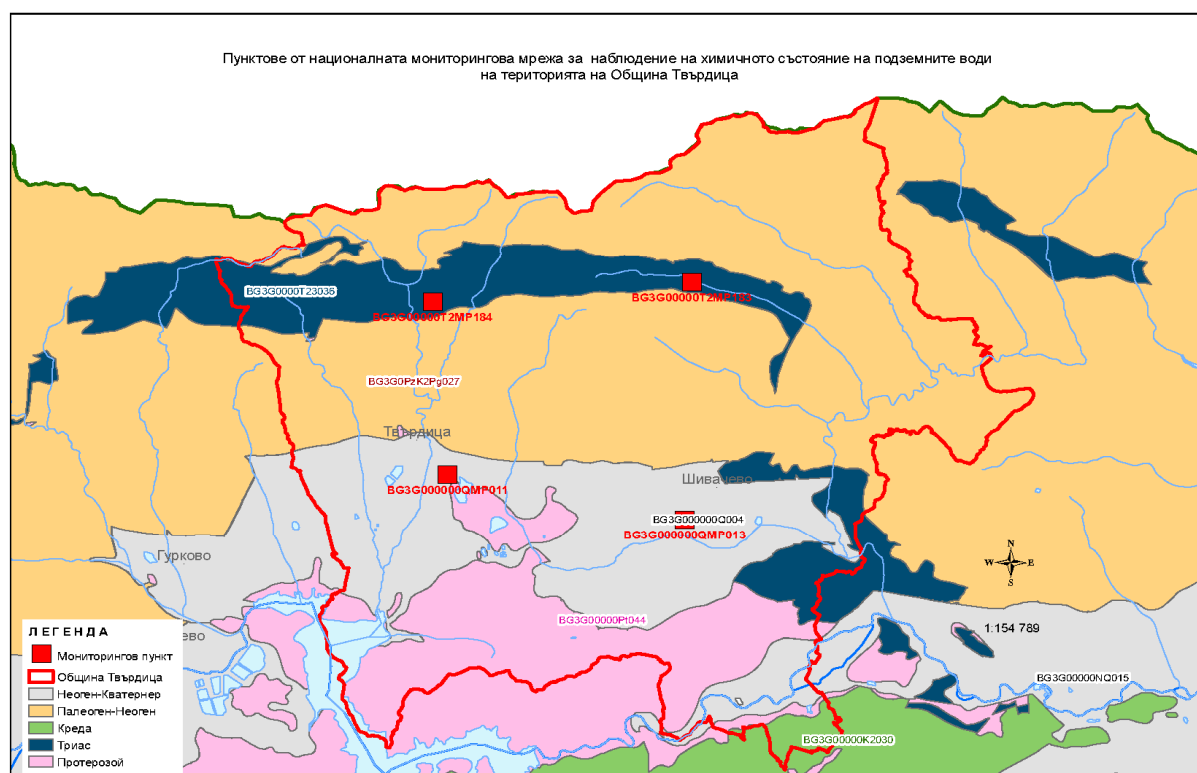 Пунктове от националната мониторингова мрежа за наблюдение на химичното състояние на подземните води
на територията на Община Твърдица
BG3G0000T23036
BG3G00000T2MP184
BG3G00000T2MP183
BG3G0PzK2Pg027
Твърдица
BG3G000000QMP011
Шивачево
BG3G000000Q004
BG3G000000QMP013
Гурково
N
W E
S
BG3G00000Pt044
1:154 789
ево
BG3G00000NQ015
BG3G00000K2030
ЛЕГЕНДА
Мониторингов пункт
Община Твърдица
Неоген-Кватернер
Палеоген-Неоген
Креда
Триас
Протерозой